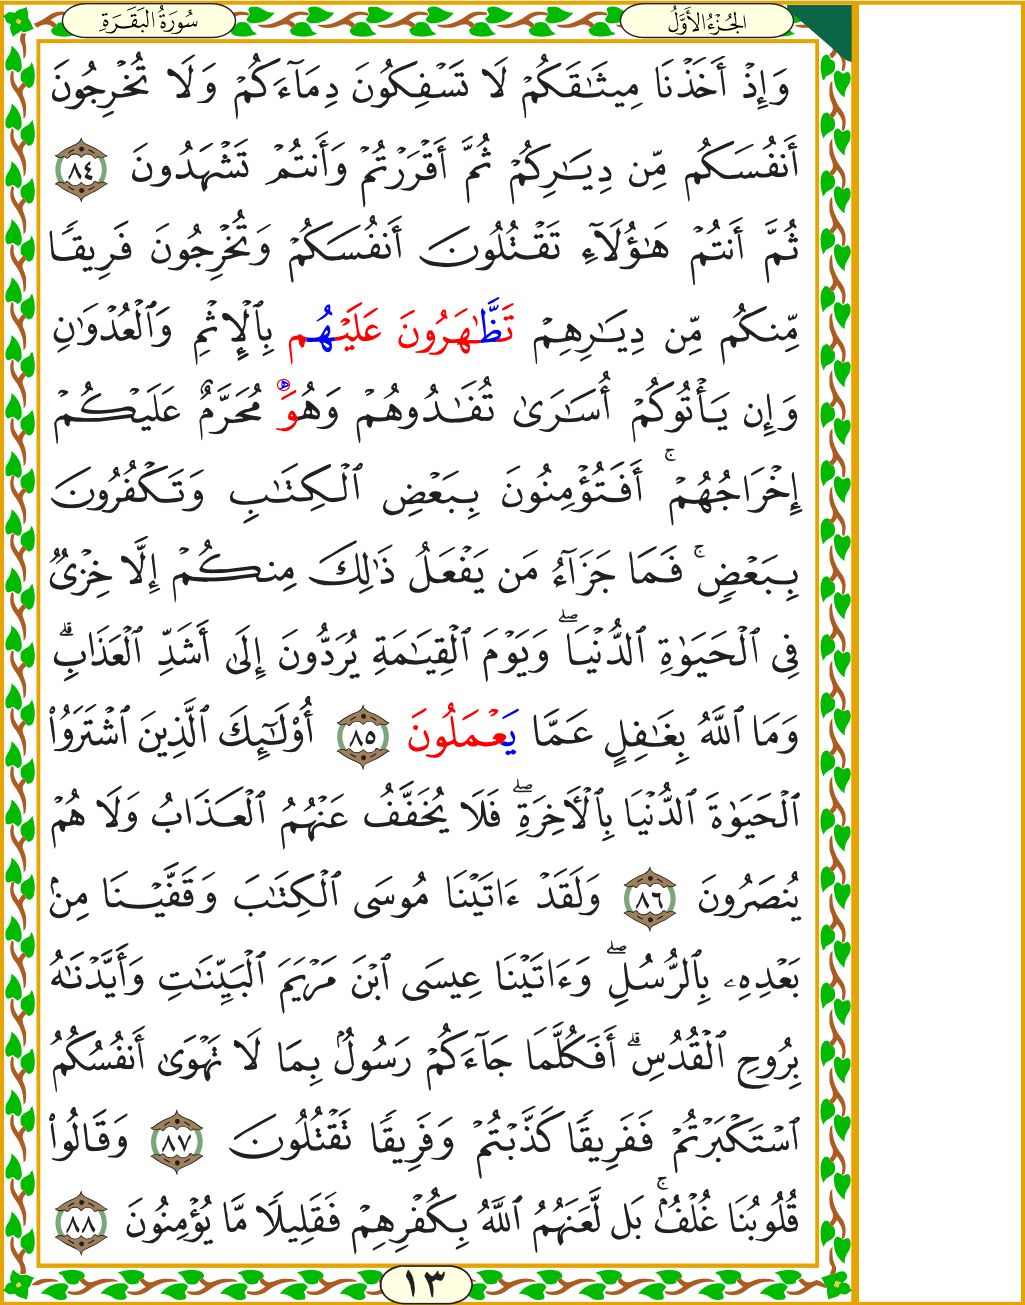 الجُزْءُ الأَوَّلُ
سُورَةُ البَقَرَةِ
وَإِذۡ أَخَذۡنَا مِيثَٰقَكُمۡ لَا تَسۡفِكُونَ دِمَآءَكُمۡ وَلَا تُخۡرِجُونَ
أَنفُسَكُم مِّن دِيَٰرِكُمۡ ثُمَّ أَقۡرَرۡتُمۡ وَأَنتُمۡ تَشۡهَدُونَ ٨٤
ثُمَّ أَنتُمۡ هَٰٓؤُلَآءِ تَقۡتُلُونَ أَنفُسَكُمۡ وَتُخۡرِجُونَ فَرِيقٗا
مِّنكُم مِّن دِيَٰرِهِمۡ تَظَّٰهَرُونَ عَلَيۡهُم بِٱلۡإِثۡمِ وَٱلۡعُدۡوَٰنِ
وَإِن يَأۡتُوكُمۡ أُسَٰرَىٰ تُفَٰدُوهُمۡ وَهُوَ مُحَرَّمٌ عَلَيۡكُمۡ
إِخۡرَاجُهُمۡۚ أَفَتُؤۡمِنُونَ بِبَعۡضِ ٱلۡكِتَٰبِ وَتَكۡفُرُونَ
بِبَعۡضٖۚ فَمَا جَزَآءُ مَن يَفۡعَلُ ذَٰلِكَ مِنكُمۡ إِلَّا خِزۡيٞ
فِي ٱلۡحَيَوٰةِ ٱلدُّنۡيَاۖ وَيَوۡمَ ٱلۡقِيَٰمَةِ يُرَدُّونَ إِلَىٰٓ أَشَدِّ ٱلۡعَذَابِۗ
وَمَا ٱللَّهُ بِغَٰفِلٍ عَمَّا يَعۡمَلُونَ ٨٥ أُوْلَٰٓئِكَ ٱلَّذِينَ ٱشۡتَرَوُاْ
ٱلۡحَيَوٰةَ ٱلدُّنۡيَا بِٱلۡأٓخِرَةِۖ فَلَا يُخَفَّفُ عَنۡهُمُ ٱلۡعَذَابُ وَلَا هُمۡ
يُنصَرُونَ ٨٦ وَلَقَدۡ ءَاتَيۡنَا مُوسَى ٱلۡكِتَٰبَ وَقَفَّيۡنَا مِنۢ
بَعۡدِهِۦ بِٱلرُّسُلِۖ وَءَاتَيۡنَا عِيسَى ٱبۡنَ مَرۡيَمَ ٱلۡبَيِّنَٰتِ وَأَيَّدۡنَٰهُ
بِرُوحِ ٱلۡقُدُسِۗ أَفَكُلَّمَا جَآءَكُمۡ رَسُولُۢ بِمَا لَا تَهۡوَىٰٓ أَنفُسُكُمُ
ٱسۡتَكۡبَرۡتُمۡ فَفَرِيقٗا كَذَّبۡتُمۡ وَفَرِيقٗا تَقۡتُلُونَ ٨٧ وَقَالُواْ
قُلُوبُنَا غُلۡفُۢۚ بَل لَّعَنَهُمُ ٱللَّهُ بِكُفۡرِهِمۡ فَقَلِيلٗا مَّا يُؤۡمِنُونَ ٨٨
١٣